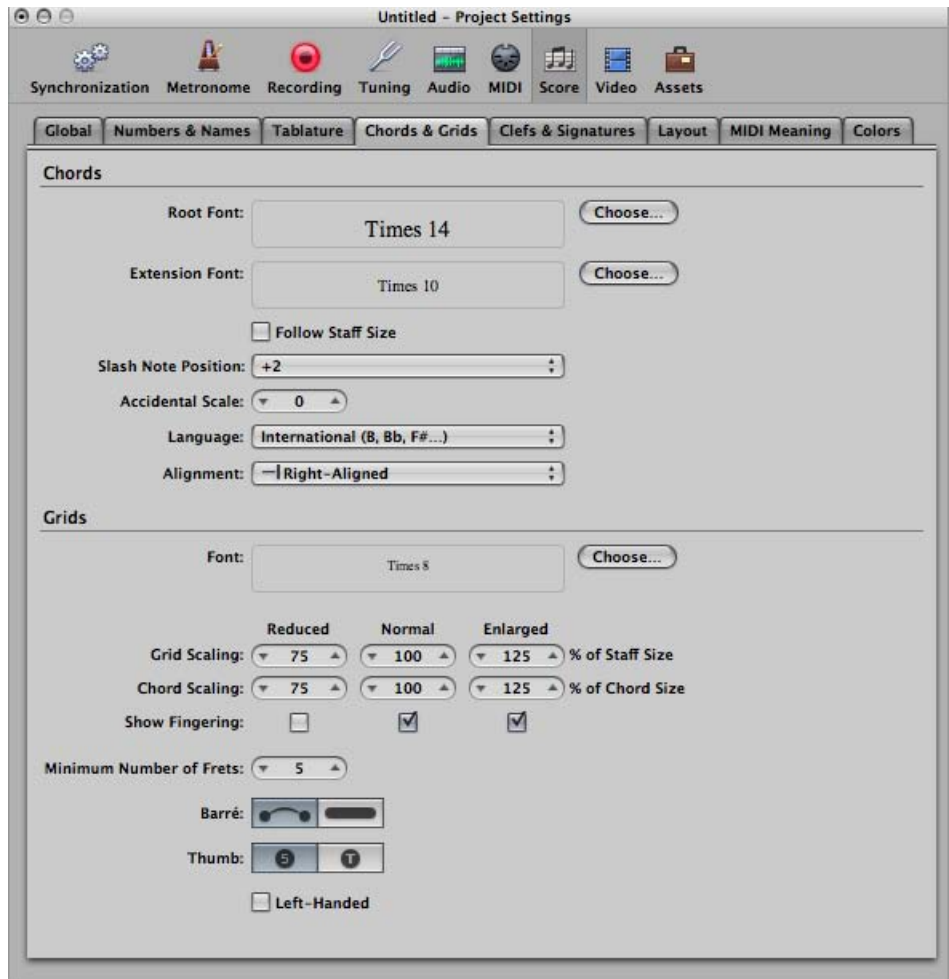 Untitled – Project Settings
Synchronization Metronome Recording Tuning Audio MIDI Score Video Assets
Global Numbers & Names Tablature Chords & Grids Clefs & Signatures Layout MIDI Meaning Colors
Chords
Root Font: Times 14 Choose...
Extension Font: Times 10 Choose...
Follow Staff Size
Slash Note Position: +2
Accidental Scale: 0
Language: International (B, Bb, F#...)
Alignment: Right-Aligned
Grids
Font: Times 8 Choose...
Reduced Normal Enlarged
Grid Scaling: 75 100 125 % of Staff Size
Chord Scaling: 75 100 125 % of Chord Size
Show Fingering:
Minimum Number of Frets: 5
Barré:
Thumb: 5 T
Left-Handed